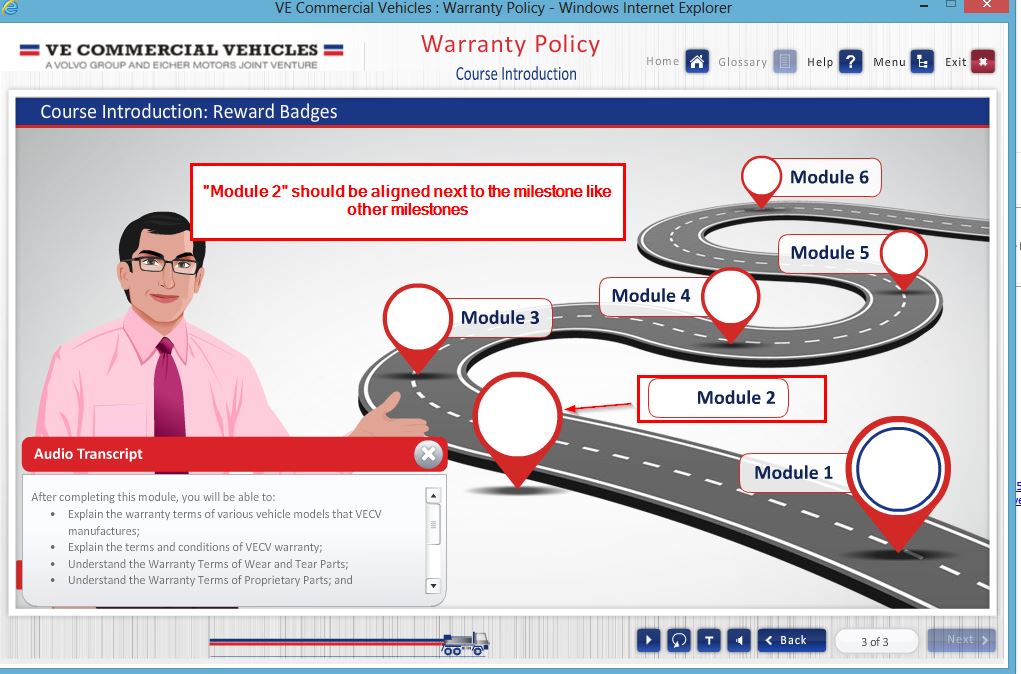 VE Commercial Vehicles : Warranty Policy - Windows Internet Explorer
VE COMMERCIAL VEHICLES
A VOLVO GROUP AND EICHER MOTORS JOINT VENTURE
Warranty Policy
Course Introduction
Home
Glossary
Help ?
Menu
Exit
Course Introduction: Reward Badges
"Module 2" should be aligned next to the milestone like
other milestones
Module 6
Module 5
Module 4
Module 3
Module 2
Module 1
Audio Transcript
After completing this module, you will be able to:
• Explain the warranty terms of various vehicle models that VECV
manufactures;
• Explain the terms and conditions of VECV warranty;
• Understand the Warranty Terms of Wear and Tear Parts;
• Understand the Warranty Terms of Proprietary Parts; and
T
Back
3 of 3
Next